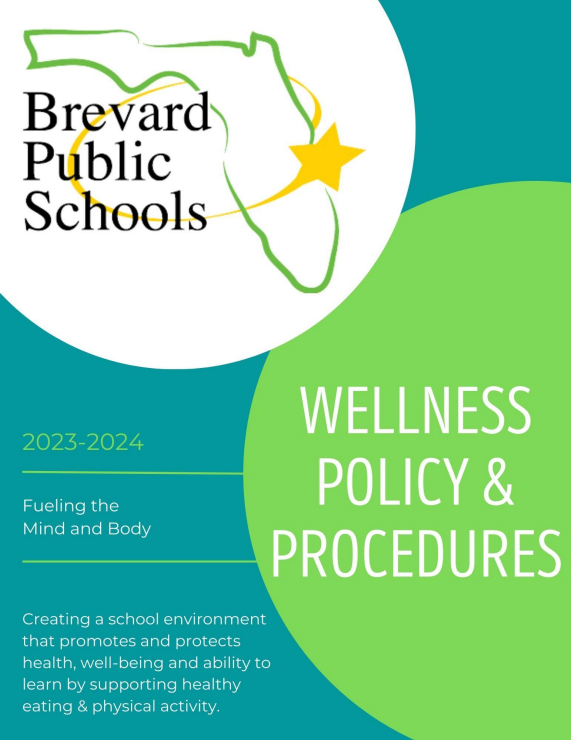 Brevard
Public
Schools
WELLNESS
POLICY &
PROCEDURES
2023-2024
Fueling the
Mind and Body
Creating a school environment
that promotes and protects
health, well-being and ability to
learn by supporting healthy
eating & physical activity.